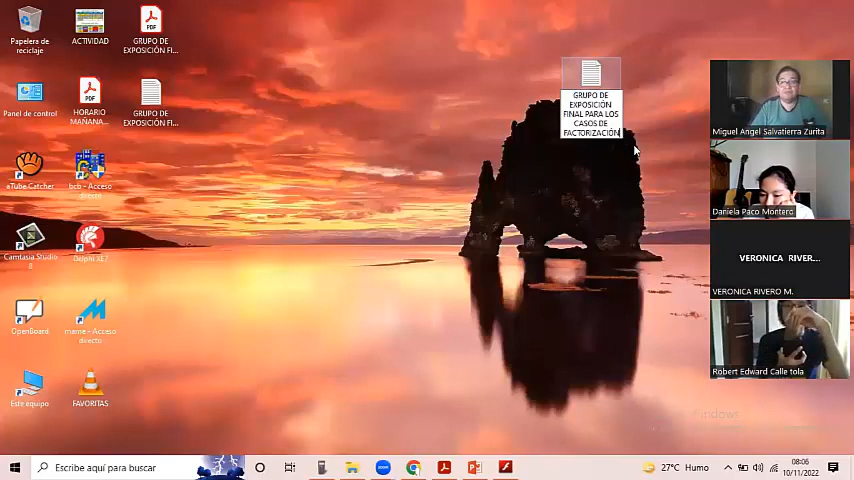 Papelera de
reciclaje
ACTIVIDAD
GRUPO DE
EXPOSICIÓN FI...
Panel de control
HORARIO
MAÑANA...
GRUPO DE
EXPOSICIÓN FI...
aTube Catcher
bcb - Acceso
directo
Camtasia Studio
8
Delphi XE7
OpenBoard
mame - Acceso
directo
Este equipo
FAVORITAS
GRUPO DE
EXPOSICIÓN
FINAL PARA LOS
CASOS DE
FACTORIZACIÓN
Miguel Angel Salvatierra Zurita
Daniela Paco Montero
VERONICA RIVER...
VERONICA RIVERO M.
Robert Edward Calle tola
Windows
Escribe aquí para buscar
zoom
27°C Humo
08:06
10/11/2022